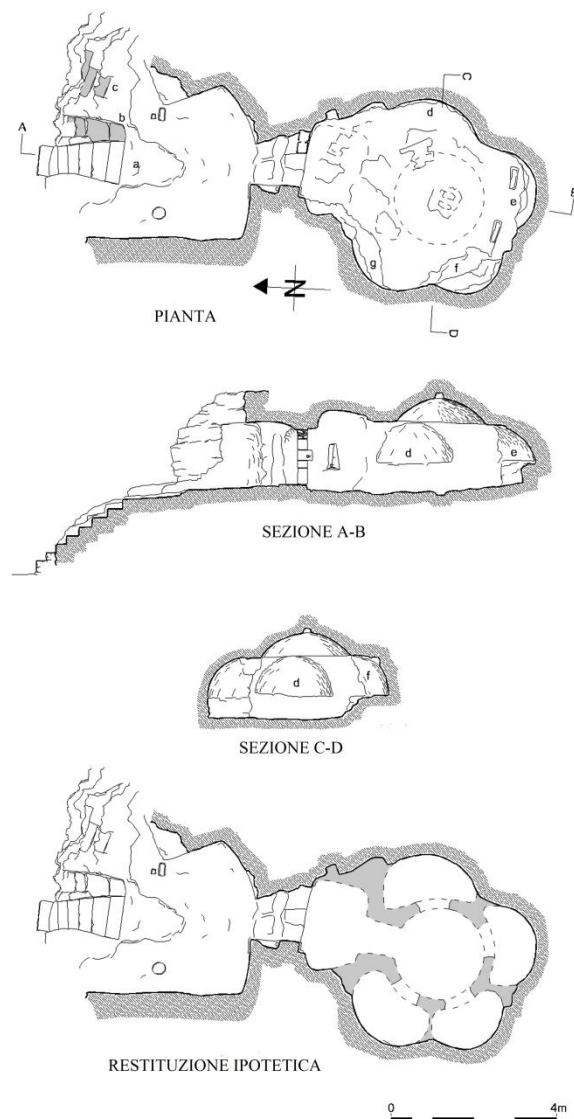 C
c
A
b
d
a
e
B
g
f
N
PIANTA
D
d
e
SEZIONE A-B
d
f
SEZIONE C-D
RESTITUZIONE IPOTETICA
0 4m